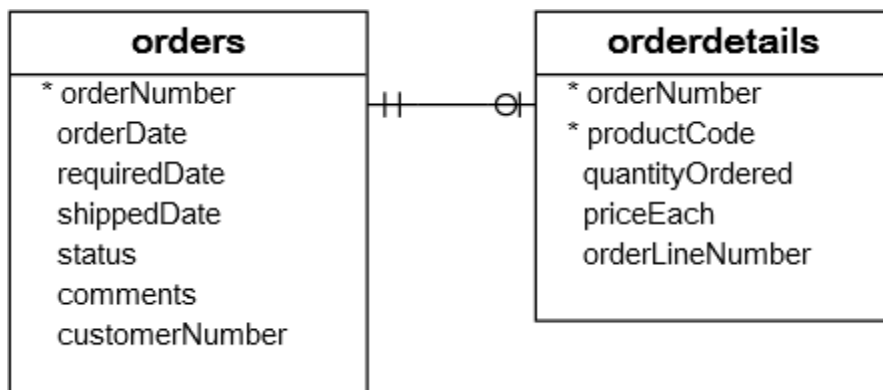 orders
* orderNumber
orderDate
requiredDate
shippedDate
status
comments
customerNumber
orderdetails
* orderNumber
* productCode
quantityOrdered
priceEach
orderLineNumber